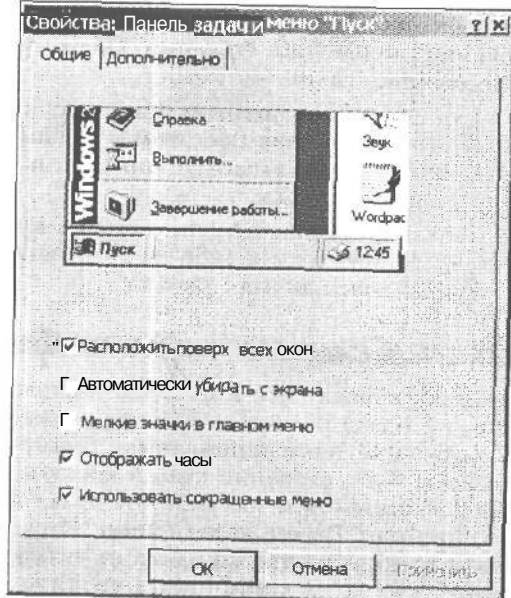 Свойства: Панель задач и меню "Пуск"
Общие Дополнительно
Windows 2
Справка
Выполнить...
Завершение работы...
Звук
Wordpad
Пуск
12:45
Расположить поверх всех окон
Автоматически убирать с экрана
Мелкие значки в главном меню
Отображать часы
Использовать сокращенные меню
OK Отмена Применить